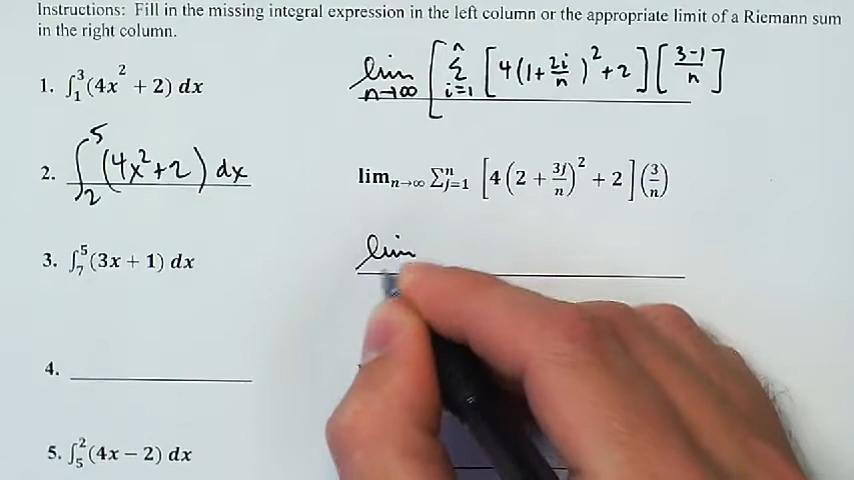 Instructions: Fill in the missing integral expression in the left column or the appropriate limit of a Riemann sum
in the right column.
1. ∫₁³(4x² + 2) dx lim n→∞ [ Σ i=1 n [4(1+2i/n)²+2][3-1/n]
2. ∫₂⁵ (4x²+2) dx lim n→∞ Σⁿ j=1 [4(2 + 3j/n)² + 2](3/n)
3. ∫₇⁵(3x + 1) dx lim
4.
5. ∫₅²(4x − 2) dx